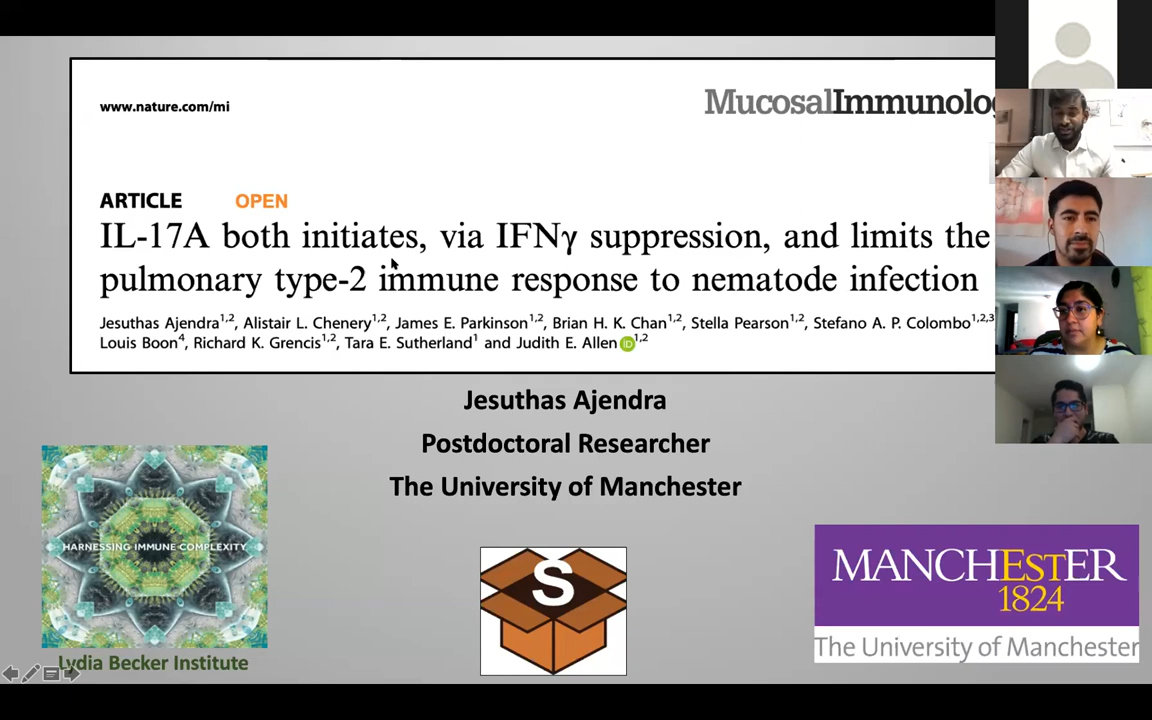 www.nature.com/mi
MucosalImmunolo
ARTICLE OPEN
IL-17A both initiates, via IFNγ suppression, and limits the
pulmonary type-2 immune response to nematode infection
Jesuthas Ajendra1,2, Alistair L. Chenery1,2, James E. Parkinson1,2, Brian H. K. Chan1,2, Stella Pearson1,2, Stefano A. P. Colombo1,2,3
Louis Boon4, Richard K. Grencis1,2, Tara E. Sutherland1 and Judith E. Allen iD 1,2
Jesuthas Ajendra
Postdoctoral Researcher
The University of Manchester
HARNESSING IMMUNE COMPLEXITY
Lydia Becker Institute
S
MANCHESTER
1824
The University of Manchester